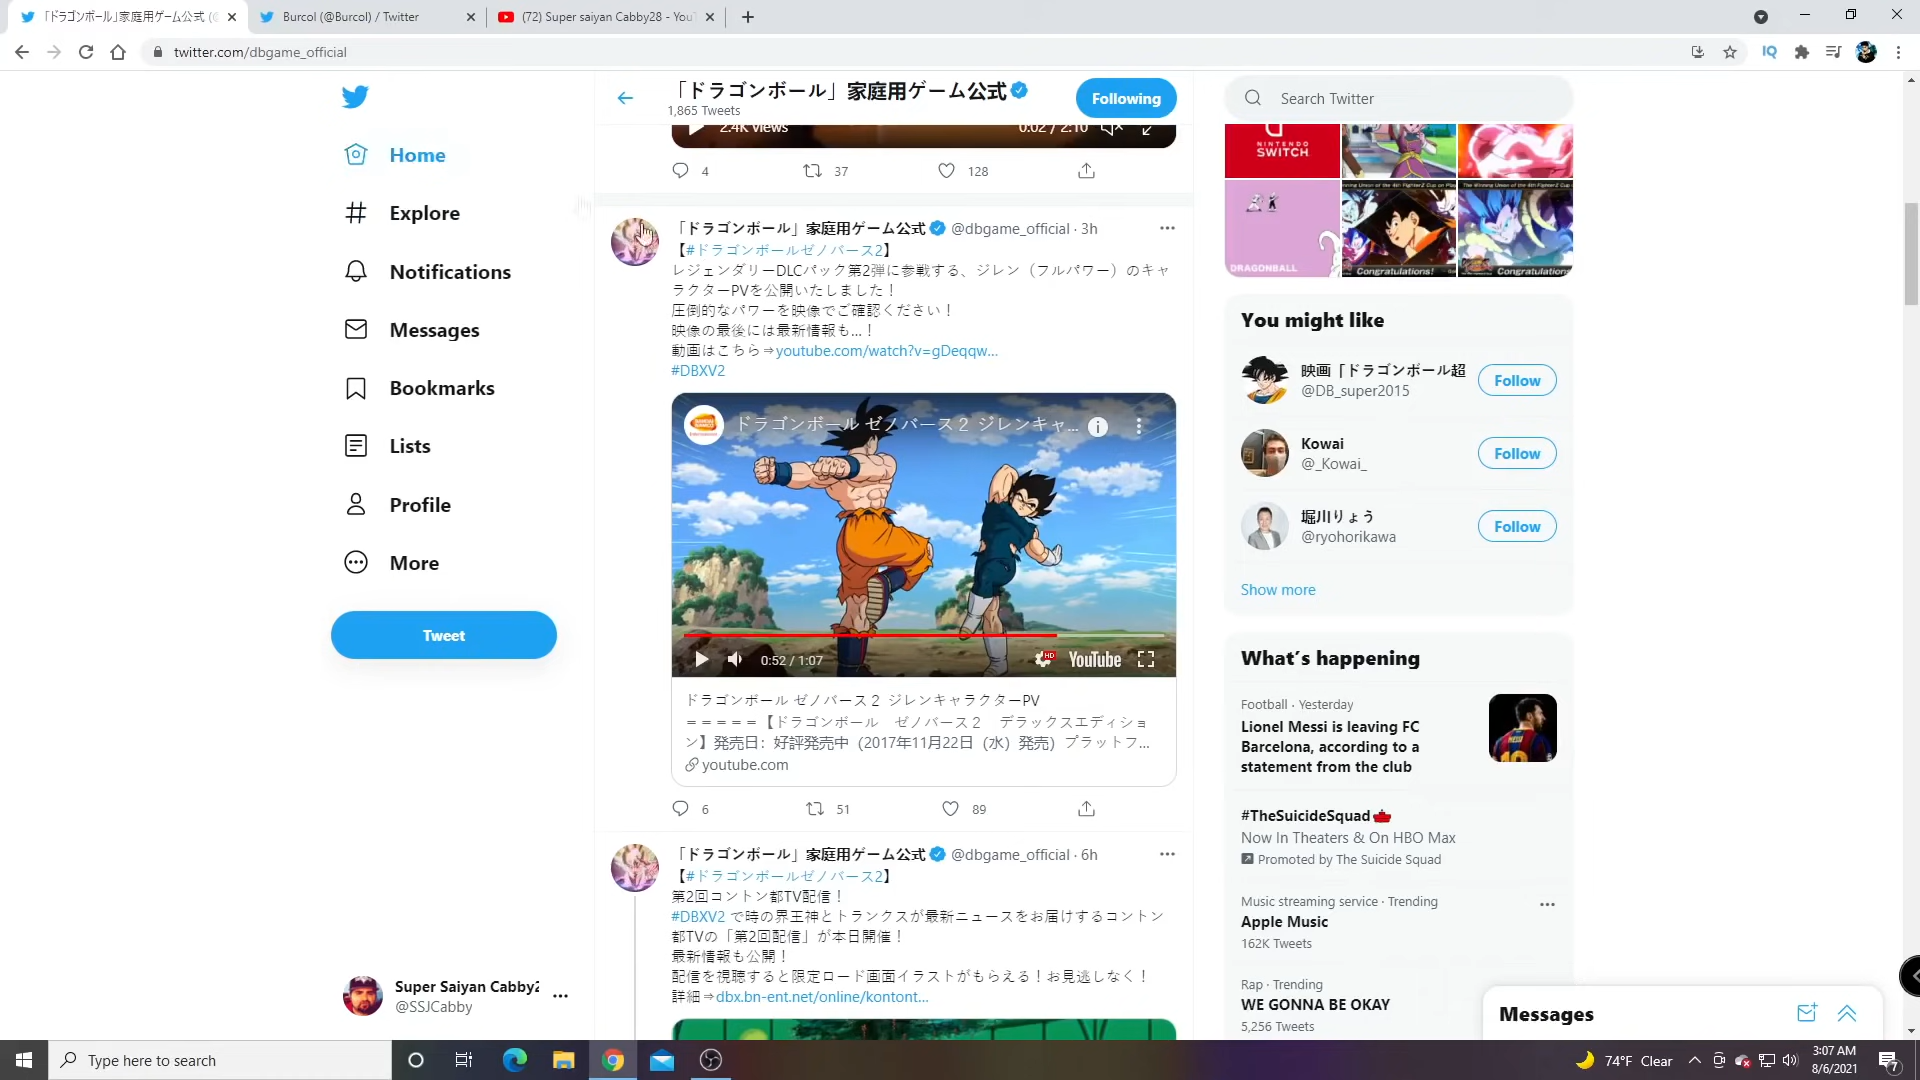 「ドラゴンボール」家庭用ゲーム公式 (@
Burcol (@Burcol) / Twitter
(72) Super saiyan Cabby28 - YouT
twitter.com/dbgame_official
IQ
Home
Explore
Notifications
Messages
Bookmarks
Lists
Profile
More
Tweet
Super Saiyan Cabby2
@SSJCabby
「ドラゴンボール」家庭用ゲーム公式
1,865 Tweets
Following
2.4K views
0:02 / 2:10
4
37
128
「ドラゴンボール」家庭用ゲーム公式 @dbgame_official · 3h
【#ドラゴンボールゼノバース2】
レジェンダリーDLCパック第2弾に参戦する、ジレン（フルパワー）のキャ
ラクターPVを公開いたしました！
圧倒的なパワーを映像でご確認ください！
映像の最後には最新情報も…！
動画はこちら⇒youtube.com/watch?v=gDeqqw…
#DBXV2
ドラゴンボール ゼノバース２ ジレンキャ...
0:52 / 1:07
HD
YouTube
ドラゴンボール ゼノバース２ ジレンキャラクターPV
＝＝＝＝＝【ドラゴンボール　ゼノバース２　デラックスエディショ
ン】発売日：好評発売中（2017年11月22日（水）発売）プラットフ...
youtube.com
6
51
89
「ドラゴンボール」家庭用ゲーム公式 @dbgame_official · 6h
【#ドラゴンボールゼノバース2】
第2回コントン都TV配信！
#DBXV2 で時の界王神とトランクスが最新ニュースをお届けするコントン
都TVの「第2回配信」が本日開催！
最新情報も公開！
配信を視聴すると限定ロード画面イラストがもらえる！お見逃しなく！
詳細⇒dbx.bn-ent.net/online/kontont…
Search Twitter
NINTENDO
SWITCH
DRAGONBALL
Congratulations!
Congratulations
You might like
映画「ドラゴンボール超
@DB_super2015
Follow
Kowai
@_Kowai_
Follow
堀川りょう
@ryohorikawa
Follow
Show more
What's happening
Football · Yesterday
Lionel Messi is leaving FC
Barcelona, according to a
statement from the club
#TheSuicideSquad
Now In Theaters & On HBO Max
Promoted by The Suicide Squad
Music streaming service · Trending
Apple Music
162K Tweets
Rap · Trending
WE GONNA BE OKAY
5,256 Tweets
Messages
Type here to search
74°F Clear
3:07 AM
8/6/2021
7